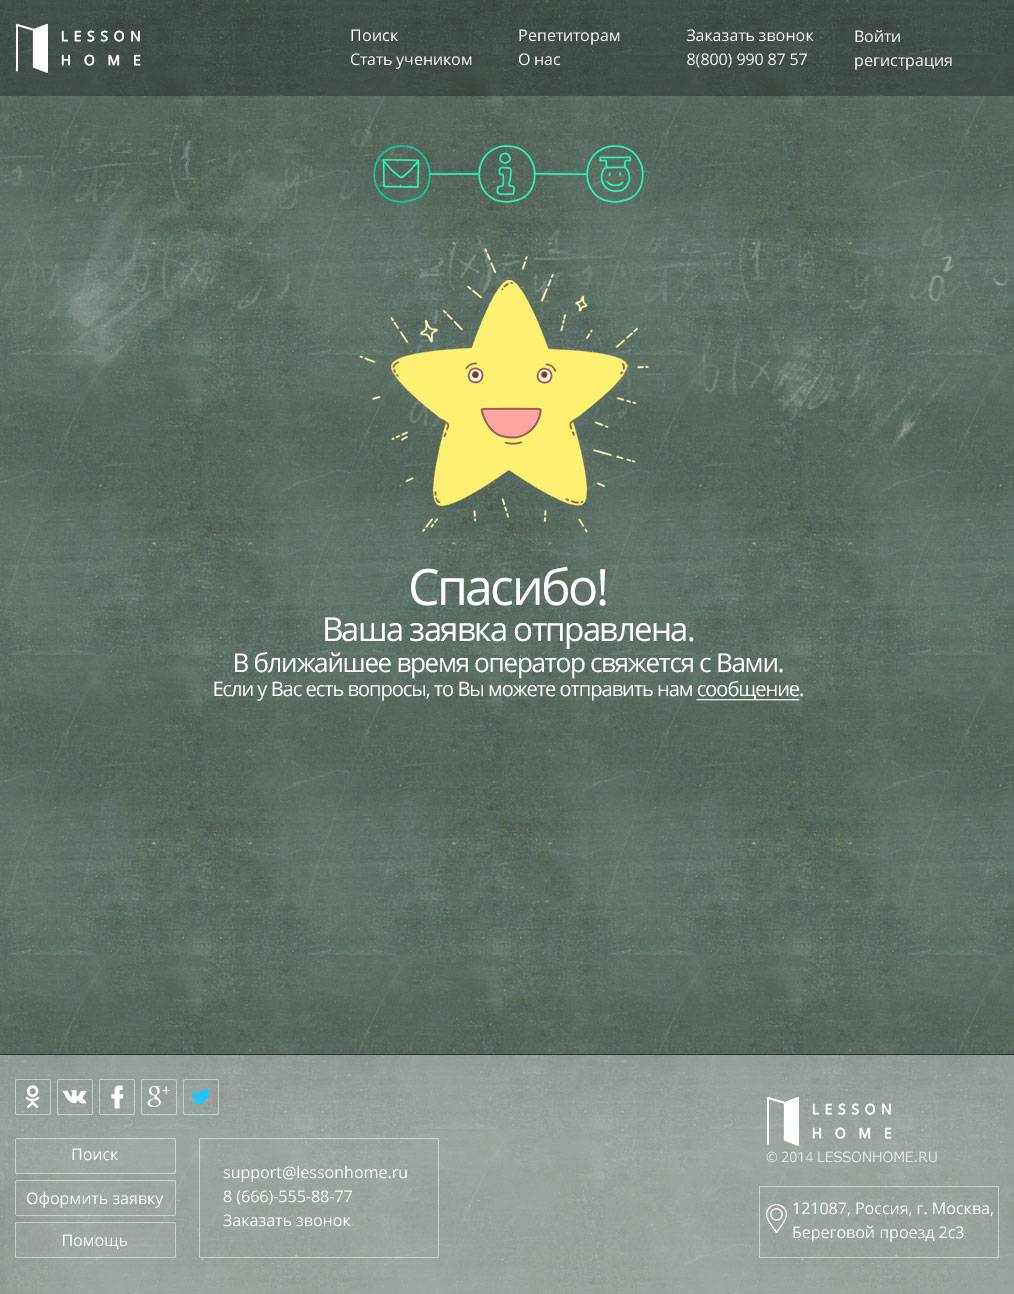 LESSON
HOME
Поиск
Стать учеником
Репетиторам
О нас
Заказать звонок
8(800) 990 87 57
Войти
регистрация
Спасибо!
Ваша заявка отправлена.
В ближайшее время оператор свяжется с Вами.
Если у Вас есть вопросы, то Вы можете отправить нам сообщение.
Поиск
Оформить заявку
Помощь
support@lessonhome.ru
8 (666)-555-88-77
Заказать звонок
LESSON
HOME
© 2014 LESSONHOME.RU
121087, Россия, г. Москва,
Береговой проезд 2с3